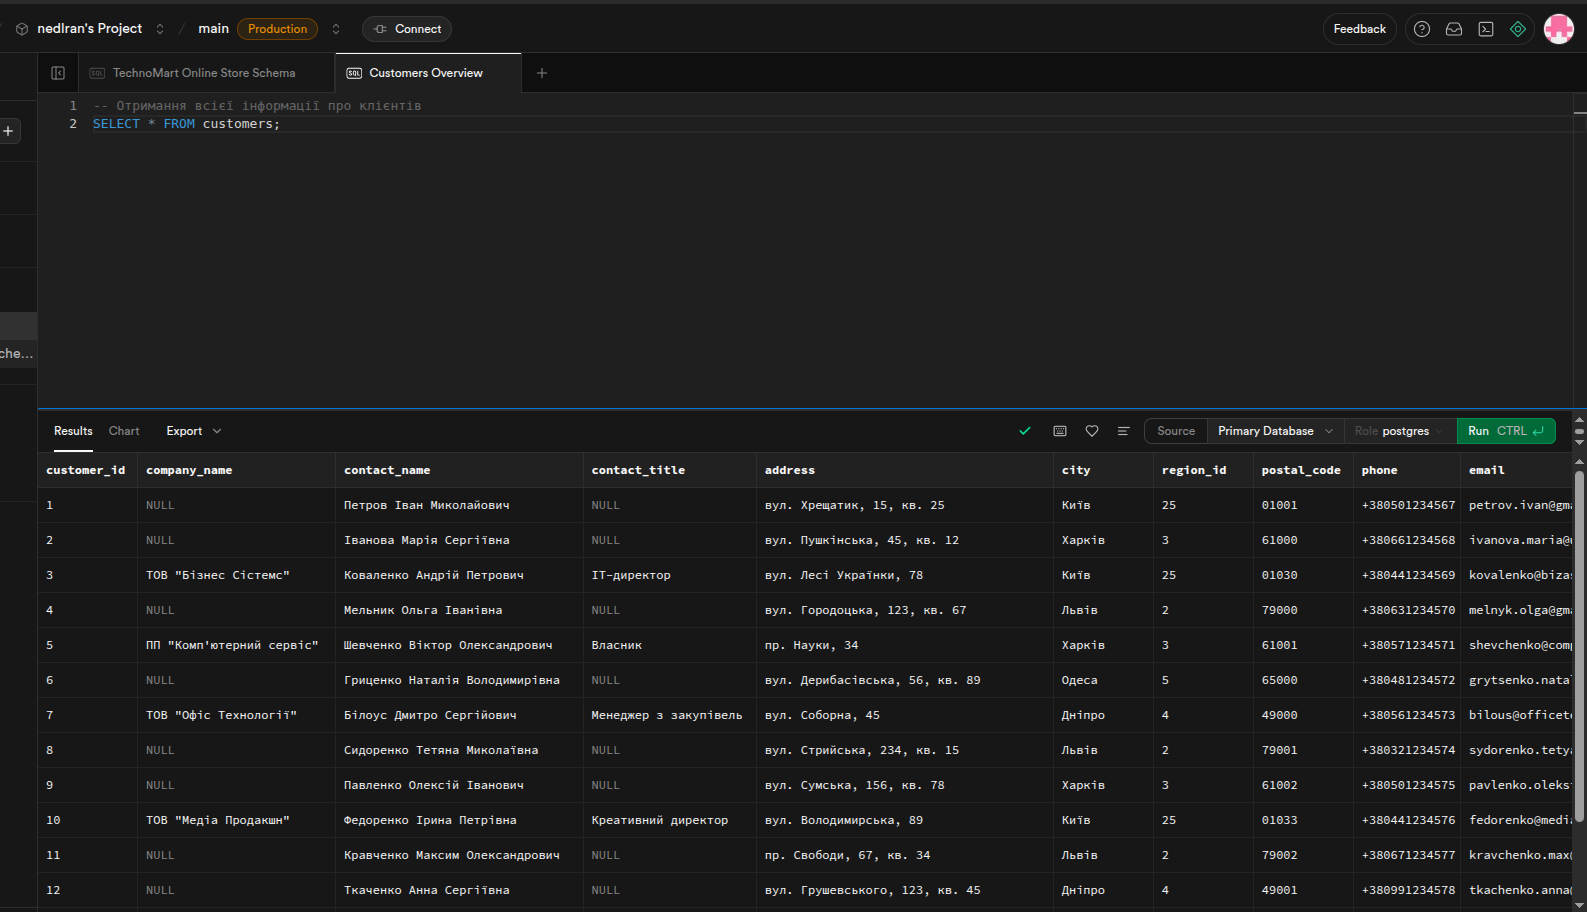 nedIran's Project / main Production Connect Feedback
TechnoMart Online Store Schema Customers Overview
1 -- Отримання всієї інформації про клієнтів
2 SELECT * FROM customers;
che...
Results Chart Export Source Primary Database Role postgres Run CTRL
customer_id company_name contact_name contact_title address city region_id postal_code phone email
1 NULL Петров Іван Миколайович NULL вул. Хрещатик, 15, кв. 25 Київ 25 01001 +380501234567 petrov.ivan@gm
2 NULL Іванова Марія Сергіївна NULL вул. Пушкінська, 45, кв. 12 Харків 3 61000 +380661234568 ivanova.maria@
3 ТОВ "Бізнес Сістемс" Коваленко Андрій Петрович ІТ-директор вул. Лесі Українки, 78 Київ 25 01030 +380441234569 kovalenko@bizas
4 NULL Мельник Ольга Іванівна NULL вул. Городоцька, 123, кв. 67 Львів 2 79000 +380631234570 melnyk.olga@gm
5 ПП "Комп'ютерний сервіс" Шевченко Віктор Олександрович Власник пр. Науки, 34 Харків 3 61001 +380571234571 shevchenko@com
6 NULL Гриценко Наталія Володимирівна NULL вул. Дерибасівська, 56, кв. 89 Одеса 5 65000 +380481234572 grytsenko.nata
7 ТОВ "Офіс Технології" Білоус Дмитро Сергійович Менеджер з закупівель вул. Соборна, 45 Дніпро 4 49000 +380561234573 bilous@officet
8 NULL Сидоренко Тетяна Миколаївна NULL вул. Стрийська, 234, кв. 15 Львів 2 79001 +380321234574 sydorenko.tety
9 NULL Павленко Олексій Іванович NULL вул. Сумська, 156, кв. 78 Харків 3 61002 +380501234575 pavlenko.oleks
10 ТОВ "Медіа Продакшн" Федоренко Ірина Петрівна Креативний директор вул. Володимирська, 89 Київ 25 01033 +380441234576 fedorenko@medi
11 NULL Кравченко Максим Олександрович NULL пр. Свободи, 67, кв. 34 Львів 2 79002 +380671234577 kravchenko.max
12 NULL Ткаченко Анна Сергіївна NULL вул. Грушевського, 123, кв. 45 Дніпро 4 49001 +380991234578 tkachenko.anna